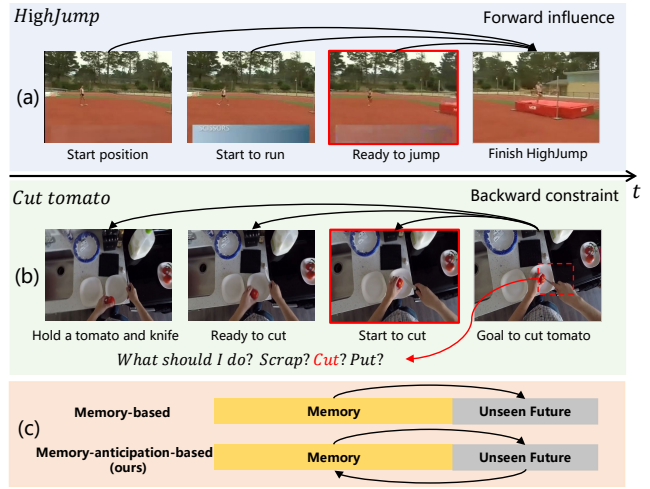 HighJump
Forward influence
(a)
SCISSORS
Start position
Start to run
Ready to jump
Finish HighJump
t
Cut tomato
Backward constraint
(b)
Hold a tomato and knife
Ready to cut
Start to cut
Goal to cut tomato
What should I do? Scrap? Cut? Put?
(c)
Memory-based
Memory
Unseen Future
Memory-anticipation-based
(ours)
Memory
Unseen Future